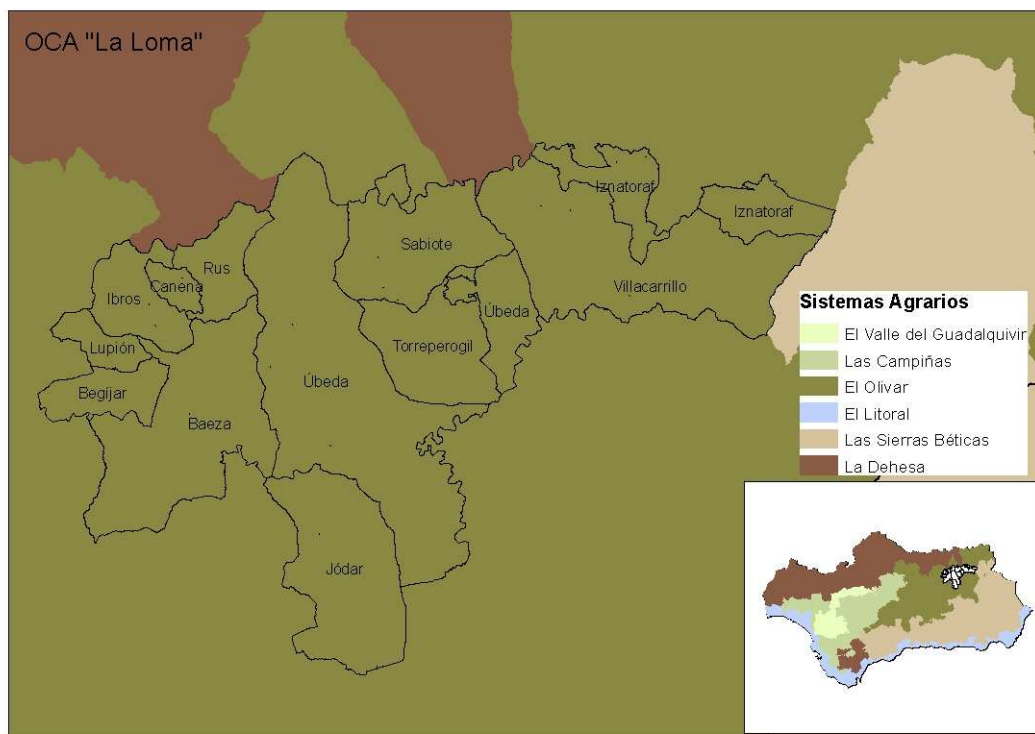 OCA "La Loma"
Iznatoraf
Iznatoraf
Sabiote
Rus
Canena
Ibros
Villacarrillo
Úbeda
Torreperogil
Lupión
Úbeda
Begíjar
Baeza
Jódar
Sistemas Agrarios
El Valle del Guadalquivir
Las Campiñas
El Olivar
El Litoral
Las Sierras Béticas
La Dehesa